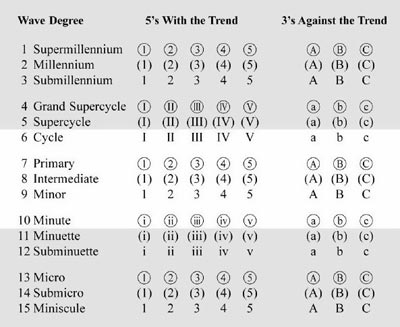 Wave Degree 5's With the Trend 3's Against the Trend
1 Supermillennium ① ② ③ ④ ⑤ Ⓐ Ⓑ Ⓒ
2 Millennium (1) (2) (3) (4) (5) (A) (B) (C)
3 Submillennium 1 2 3 4 5 A B C
4 Grand Supercycle Ⓘ ⓘⓘ ⓘⓘⓘ ⓘⓥ Ⓥ ⓐ ⓑ ⓒ
5 Supercycle (I) (II) (III) (IV) (V) (a) (b) (c)
6 Cycle I II III IV V a b c
7 Primary ① ② ③ ④ ⑤ Ⓐ Ⓑ Ⓒ
8 Intermediate (1) (2) (3) (4) (5) (A) (B) (C)
9 Minor 1 2 3 4 5 A B C
10 Minute ⓘ ⓘⓘ ⓘⓘⓘ ⓘⓥ ⓥ ⓐ ⓑ ⓒ
11 Minuette (i) (ii) (iii) (iv) (v) (a) (b) (c)
12 Subminuette i ii iii iv v a b c
13 Micro ① ② ③ ④ ⑤ Ⓐ Ⓑ Ⓒ
14 Submicro (1) (2) (3) (4) (5) (A) (B) (C)
15 Miniscule 1 2 3 4 5 A B C